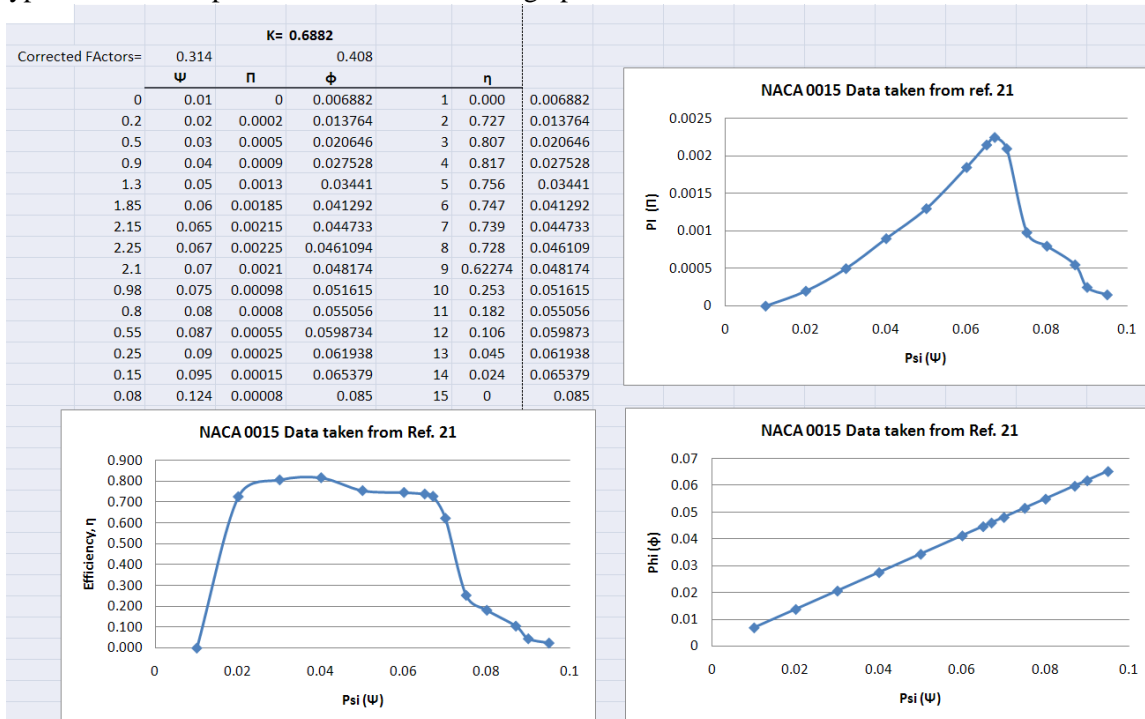 K= 0.6882
Corrected FActors= 0.314 0.408
Ψ Π ф η
0 0.01 0 0.006882 1 0.000 0.006882
0.2 0.02 0.0002 0.013764 2 0.727 0.013764
0.5 0.03 0.0005 0.020646 3 0.807 0.020646
0.9 0.04 0.0009 0.027528 4 0.817 0.027528
1.3 0.05 0.0013 0.03441 5 0.756 0.03441
1.85 0.06 0.00185 0.041292 6 0.747 0.041292
2.15 0.065 0.00215 0.044733 7 0.739 0.044733
2.25 0.067 0.00225 0.0461094 8 0.728 0.046109
2.1 0.07 0.0021 0.048174 9 0.62274 0.048174
0.98 0.075 0.00098 0.051615 10 0.253 0.051615
0.8 0.08 0.0008 0.055056 11 0.182 0.055056
0.55 0.087 0.00055 0.0598734 12 0.106 0.059873
0.25 0.09 0.00025 0.061938 13 0.045 0.061938
0.15 0.095 0.00015 0.065379 14 0.024 0.065379
0.08 0.124 0.00008 0.085 15 0 0.085
NACA 0015 Data taken from ref. 21
0.0025
0.002
0.0015
0.001
0.0005
0
PI (Π)
0 0.02 0.04 0.06 0.08 0.1
Psi (Ψ)
NACA 0015 Data taken from Ref. 21
0.900
0.800
0.700
0.600
0.500
0.400
0.300
0.200
0.100
0.000
Efficiency, η
0 0.02 0.04 0.06 0.08 0.1
Psi (Ψ)
NACA 0015 Data taken from Ref. 21
0.07
0.06
0.05
0.04
0.03
0.02
0.01
0
Phi (ф)
0 0.02 0.04 0.06 0.08 0.1
Psi (Ψ)